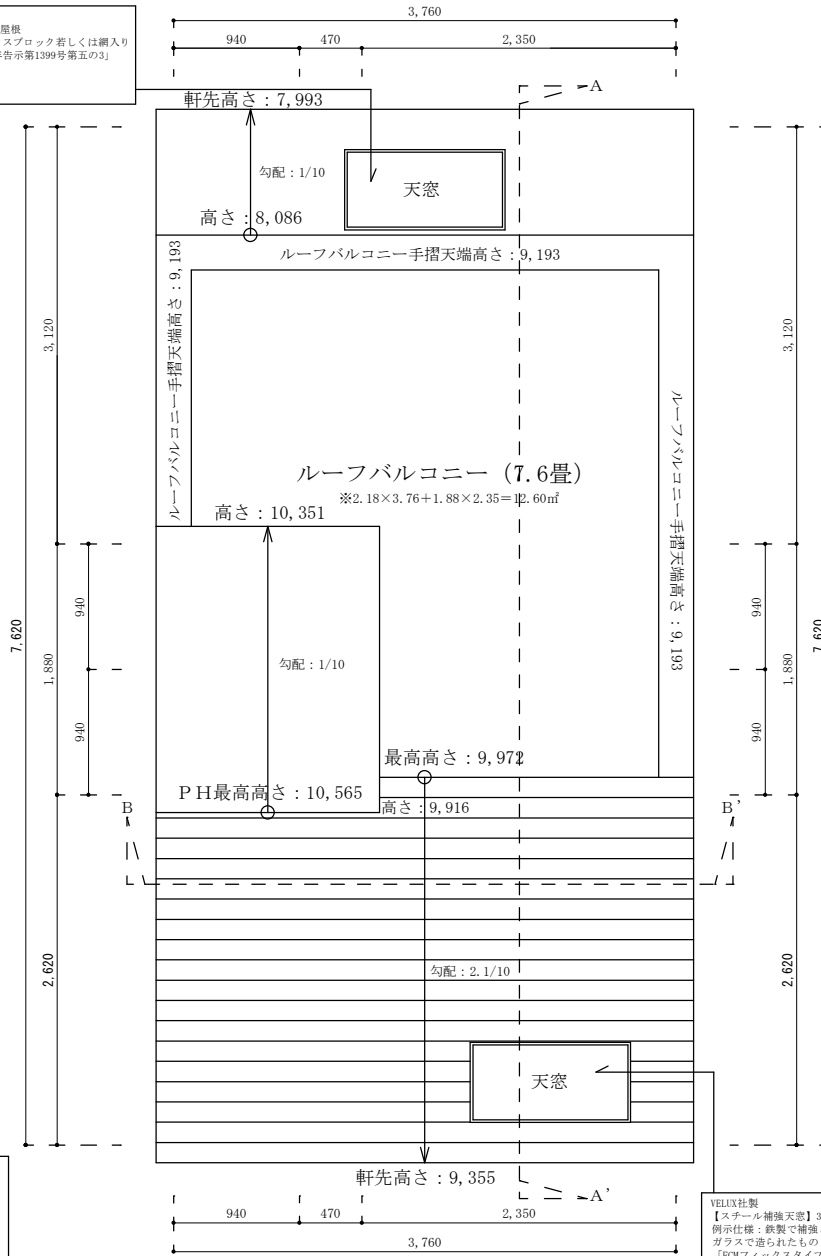 屋根
スブロック若しくは網入り
告示第1399号第五の3」
3,760
940
470
2,350
A
軒先高さ：7,993
勾配：1/10
天窓
高さ：8,086
ルーフバルコニー手摺天端高さ：9,193
ルーフバルコニー手摺天端高さ：9,193
ルーフバルコニー手摺天端高さ：9,193
ルーフバルコニー（7.6畳）
※2.18×3.76＋1.88×2.35＝12.60㎡
高さ：10,351
勾配：1/10
最高高さ：9,972
PH最高高さ：10,565
高さ：9,916
B
B'
勾配：2.1/10
天窓
軒先高さ：9,355
A'
7,620
3,120
1,880
940
940
2,620
3,120
940
940
1,880
2,620
7,620
940
470
2,350
3,760
VELUX社製
【スチール補強天窓】3
例示仕様：鉄製で補強
ガラスで造られたもの